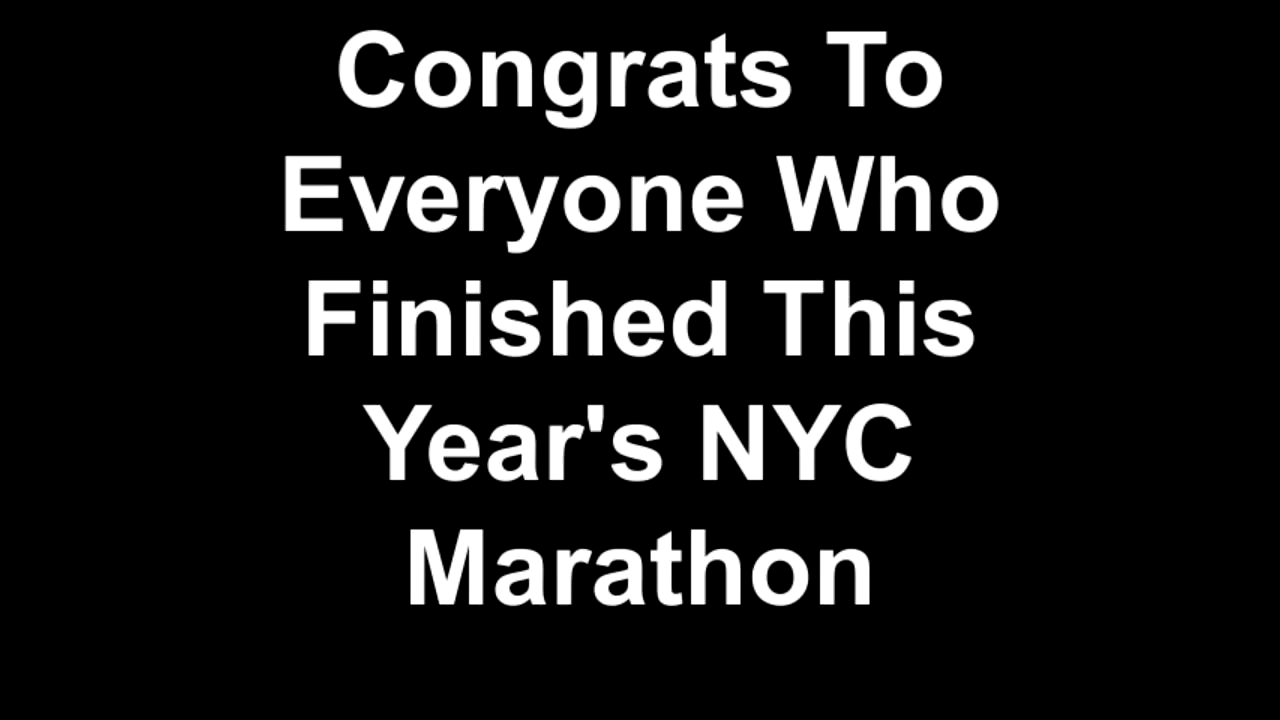 Congrats To
Everyone Who
Finished This
Year's NYC
Marathon